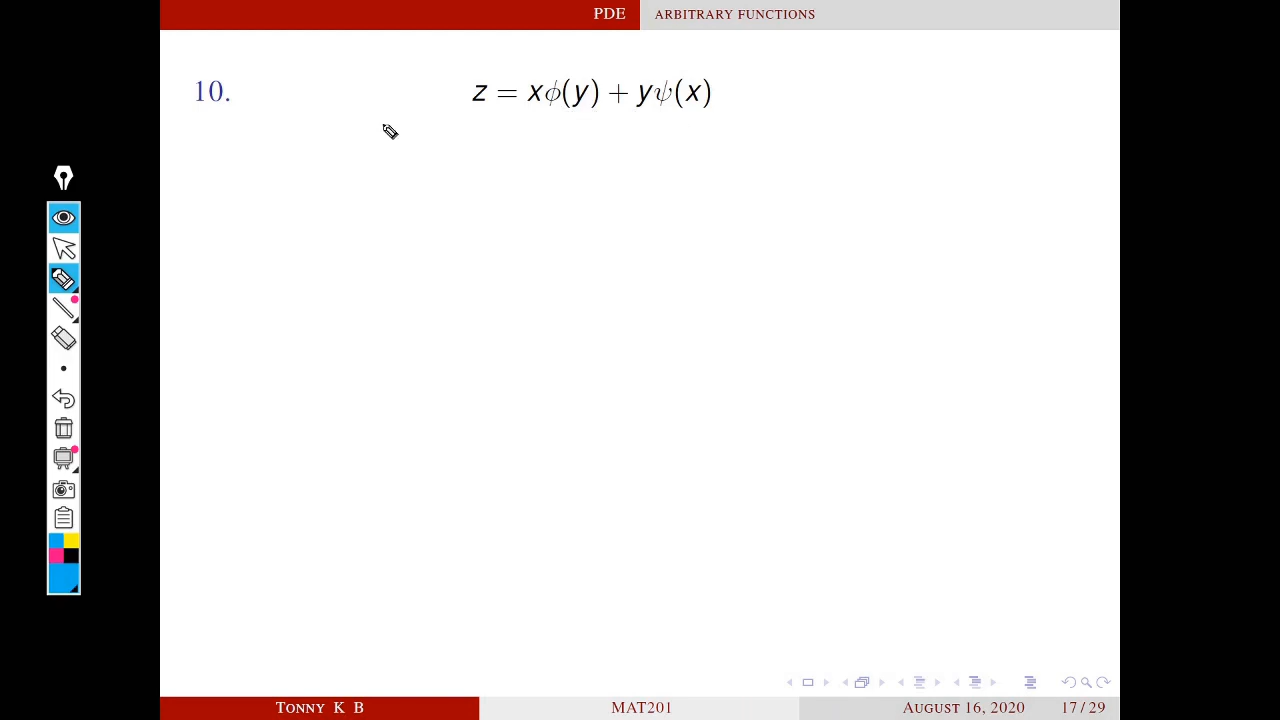 PDE ARBITRARY FUNCTIONS
10. z = xϕ(y) + yψ(x)
TONNY K B MAT201 AUGUST 16, 2020 17 / 29